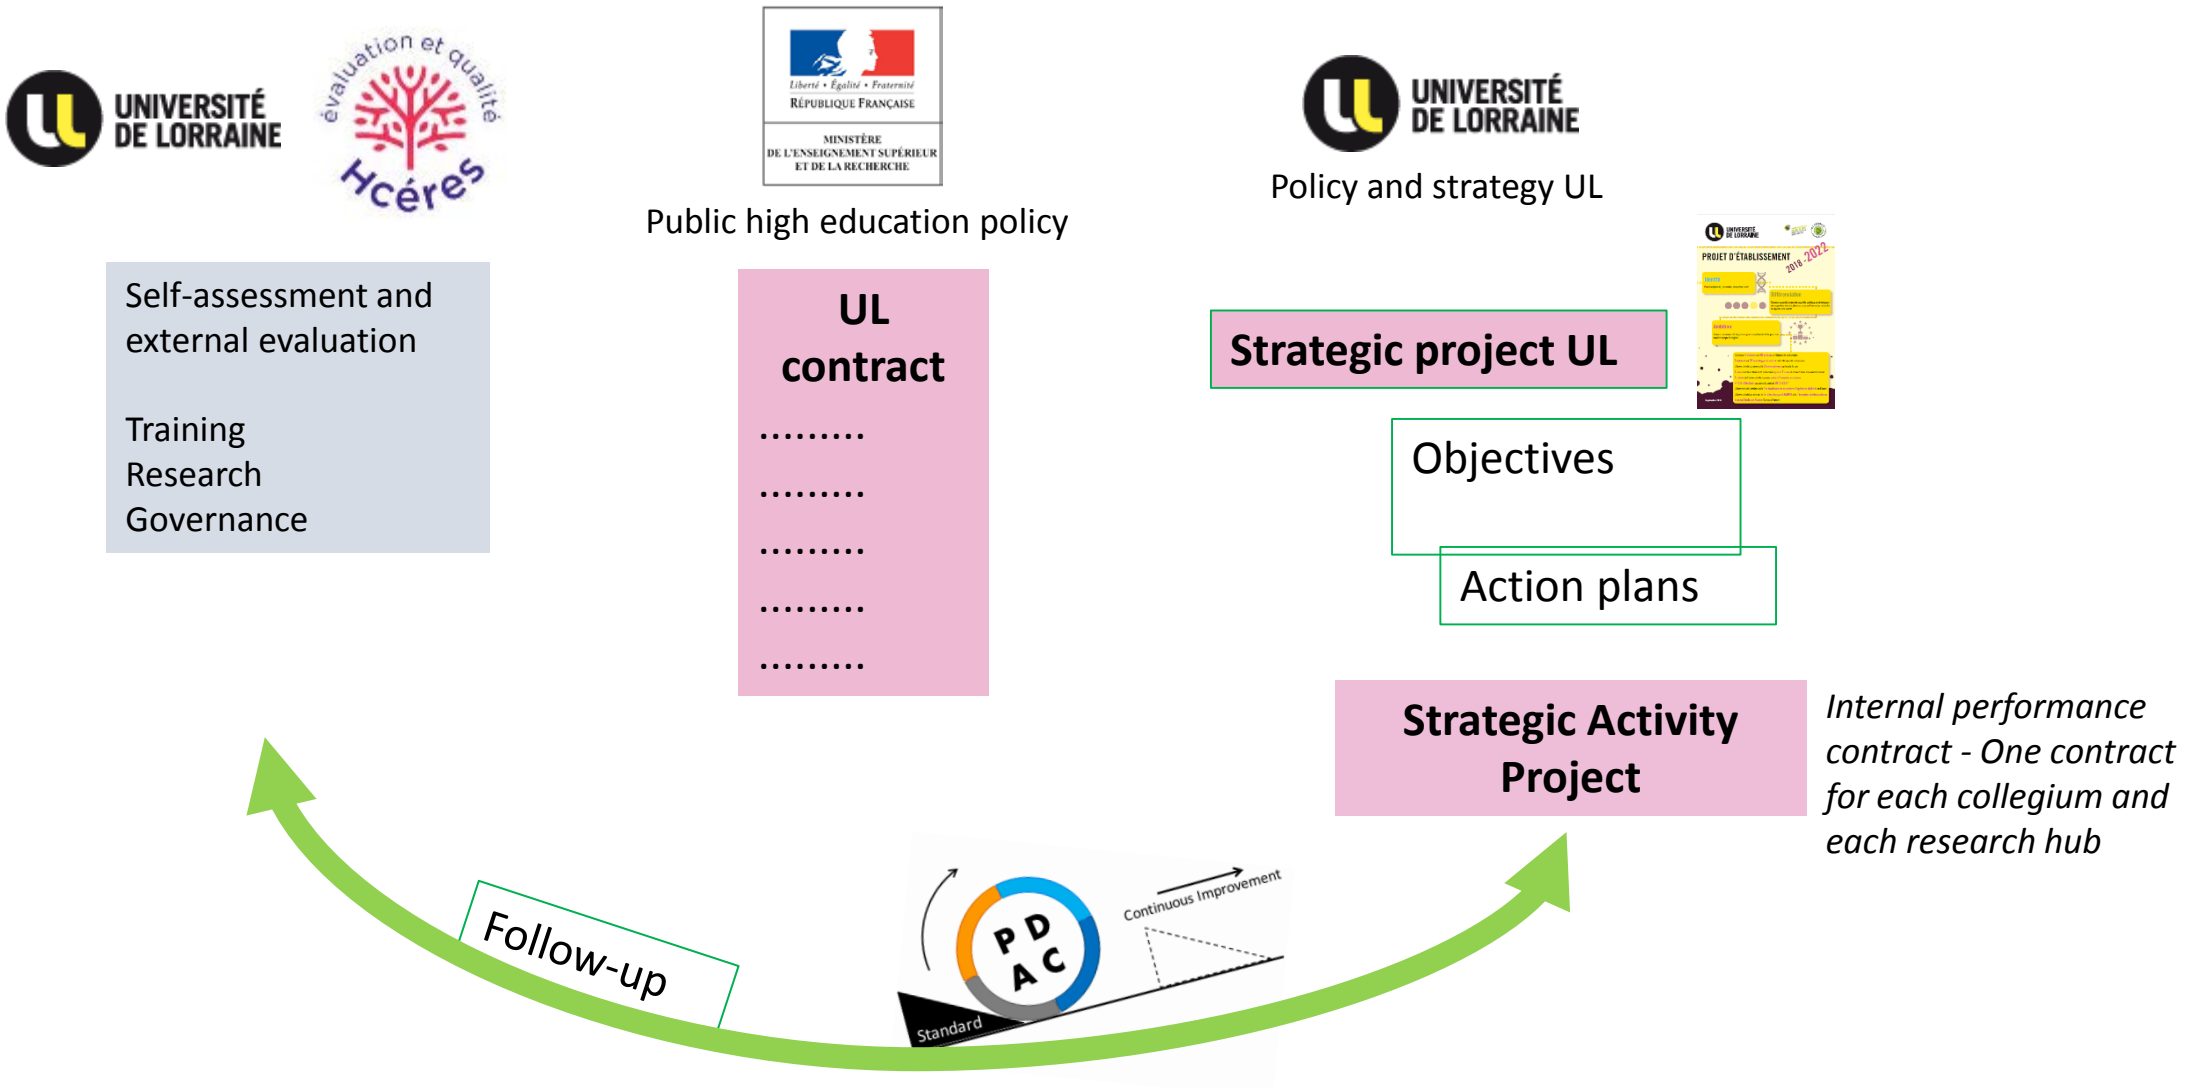 UNIVERSITÉ
DE LORRAINE
évaluation et qualité
Hcéres
Liberté • Égalité • Fraternité
RÉPUBLIQUE FRANÇAISE
MINISTÈRE
DE L'ENSEIGNEMENT SUPÉRIEUR
ET DE LA RECHERCHE
UNIVERSITÉ
DE LORRAINE
Public high education policy
Policy and strategy UL
Self-assessment and
external evaluation
Training
Research
Governance
UL
contract
.........
.........
.........
.........
.........
Strategic project UL
UNIVERSITÉ
DE LORRAINE
PROJET D'ÉTABLISSEMENT
2018-2022
Objectives
Action plans
Strategic Activity
Project
Internal performance
contract - One contract
for each collegium and
each research hub
Follow-up
P D
A C
Continuous Improvement
Standard